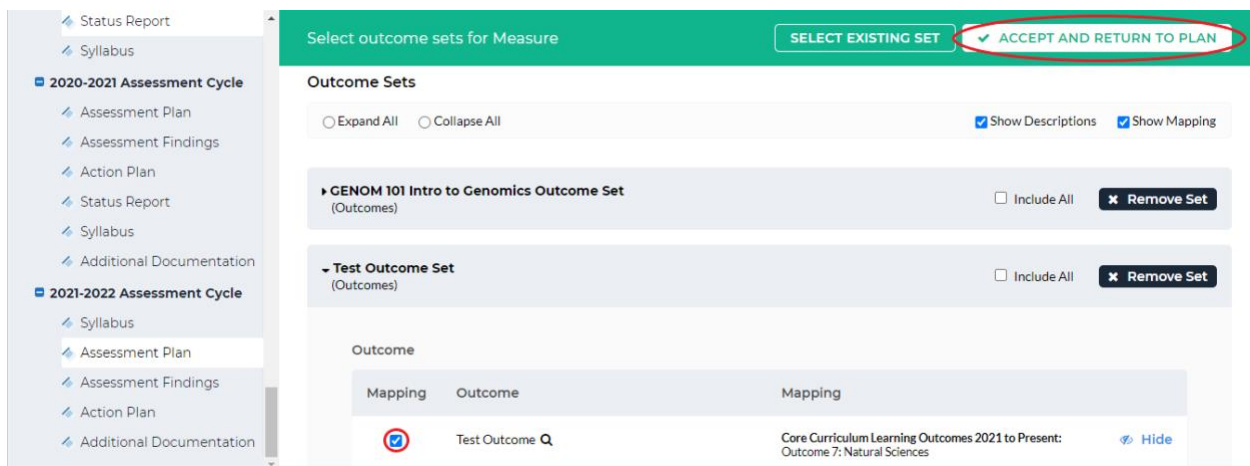 Status Report
Syllabus
2020-2021 Assessment Cycle
Assessment Plan
Assessment Findings
Action Plan
Status Report
Syllabus
Additional Documentation
2021-2022 Assessment Cycle
Syllabus
Assessment Plan
Assessment Findings
Action Plan
Additional Documentation
Select outcome sets for Measure
SELECT EXISTING SET
ACCEPT AND RETURN TO PLAN
Outcome Sets
Expand All
Collapse All
Show Descriptions
Show Mapping
GENOM 101 Intro to Genomics Outcome Set
(Outcomes)
Include All
Remove Set
Test Outcome Set
(Outcomes)
Include All
Remove Set
Outcome
Mapping
Outcome
Mapping
Test Outcome
Core Curriculum Learning Outcomes 2021 to Present:
Outcome 7: Natural Sciences
Hide